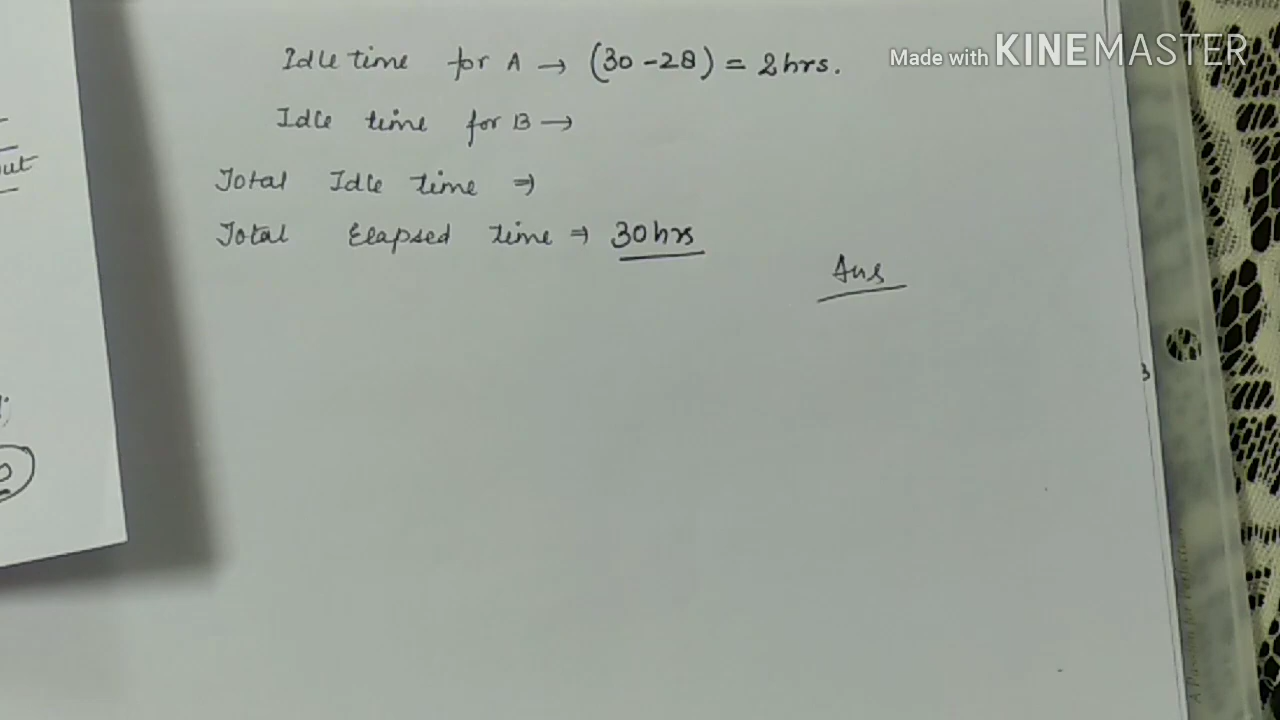 Made with KINEMASTER
Idle time for A → (30-28) = 2hrs.
Idle time for B →
Total Idle time ⇒
Total Elapsed time ⇒ 30hrs
Ans